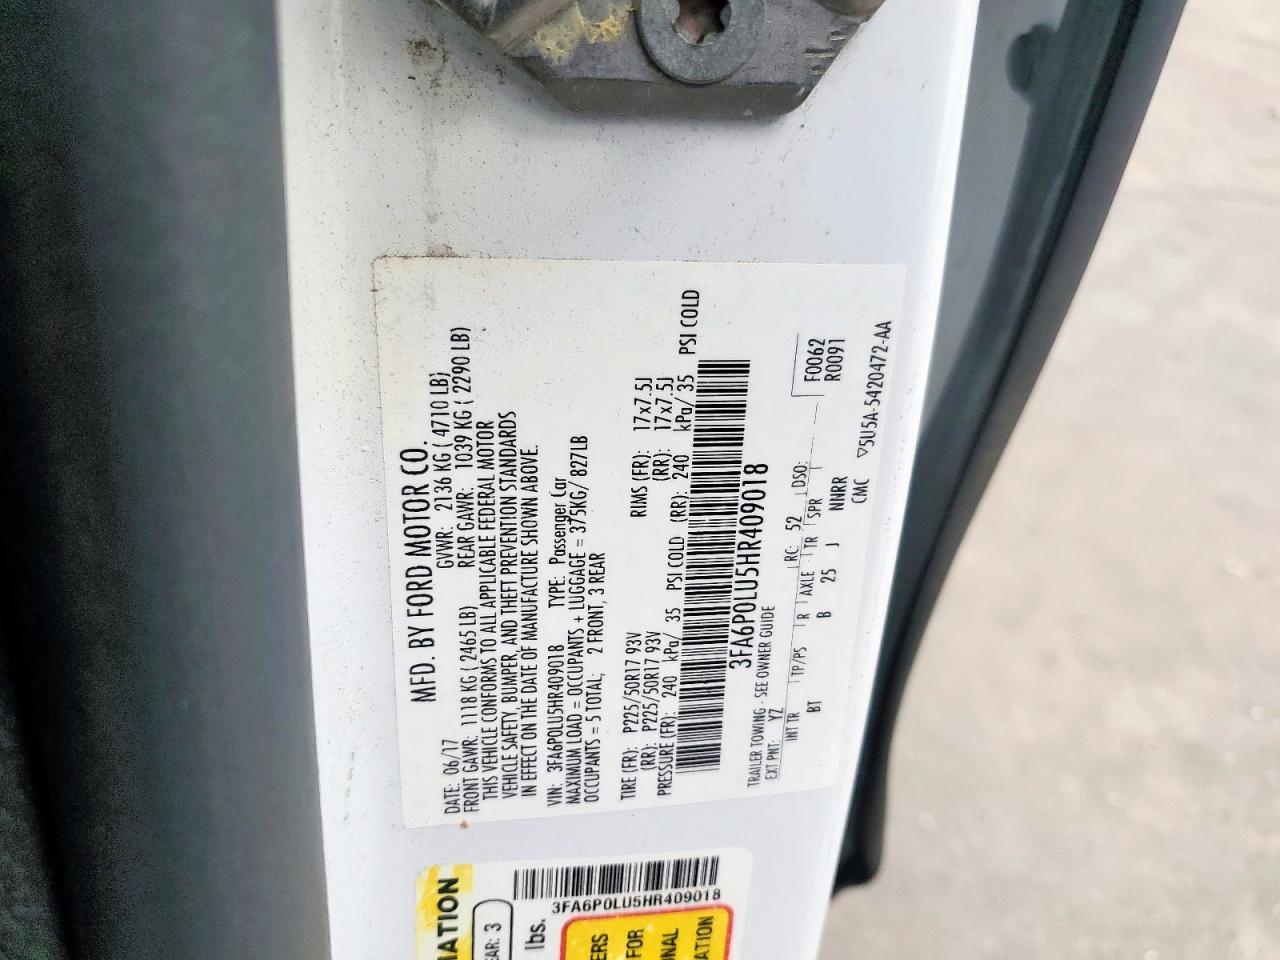 MFD. BY FORD MOTOR CO.
DATE: 06/17 GVWR: 2136 KG ( 4710 LB)
FRONT GAWR: 1118 KG ( 2465 LB) REAR GAWR: 1039 KG ( 2290 LB)
THIS VEHICLE CONFORMS TO ALL APPLICABLE FEDERAL MOTOR
VEHICLE SAFETY, BUMPER, AND THEFT PREVENTION STANDARDS
IN EFFECT ON THE DATE OF MANUFACTURE SHOWN ABOVE.
VIN: 3FA6P0LU5HR409018 TYPE: Passenger Car
MAXIMUM LOAD = OCCUPANTS + LUGGAGE = 375KG/ 827LB
OCCUPANTS = 5 TOTAL; 2 FRONT, 3 REAR
TIRE (FR): P225/50R17 93V RIMS (FR): 17x7.5J
(RR): P225/50R17 93V (RR): 17x7.5J
PRESSURE (FR): 240 kPa/ 35 PSI COLD (RR): 240 kPa/ 35 PSI COLD
3FA6P0LU5HR409018
TRAILER TOWING - SEE OWNER GUIDE
EXT PNT: YZ RC: 52 DSO: F0062
INT TR TP/PS R AXLE TR SPR R0091
BT B 25 J NNRR
CMC
▽5U5A-5420472-AA
MATION
EAR: 3
lbs.
3FA6P0LU5HR409018
ERS
FOR
NAL
ATION